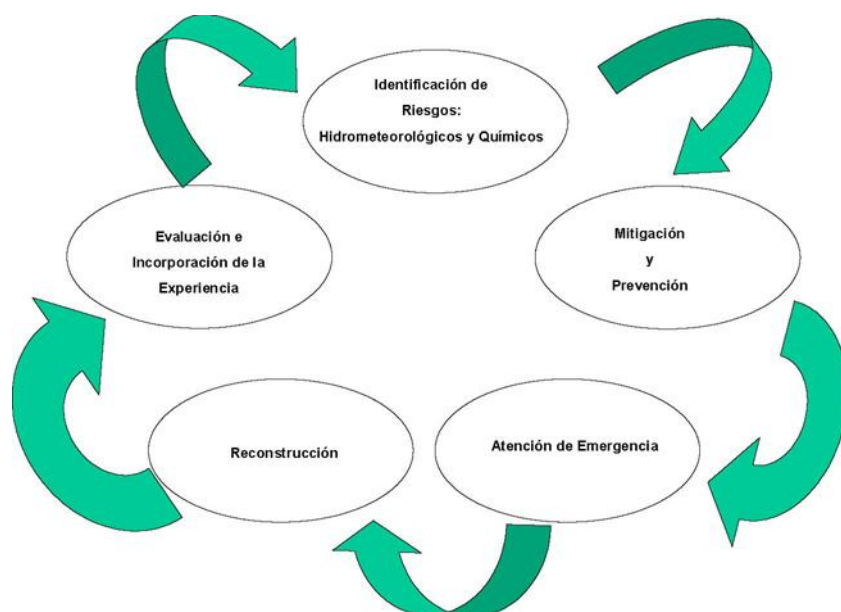 Identificación de
Riesgos:
Hidrometeorológicos y Químicos
Mitigación
y
Prevención
Atención de Emergencia
Reconstrucción
Evaluación e
Incorporación de la
Experiencia